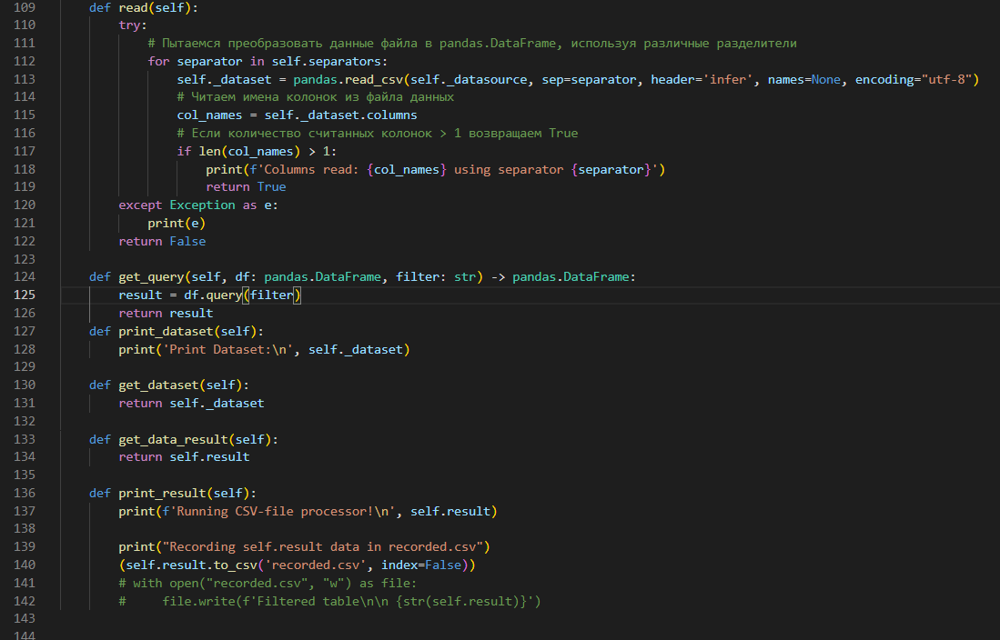 109 def read(self):
110 try:
111 # Пытаемся преобразовать данные файла в pandas.DataFrame, используя различные разделители
112 for separator in self.separators:
113 self._dataset = pandas.read_csv(self._datasource, sep=separator, header='infer', names=None, encoding="utf-8")
114 # Читаем имена колонок из файла данных
115 col_names = self._dataset.columns
116 # Если количество считанных колонок > 1 возвращаем True
117 if len(col_names) > 1:
118 print(f'Columns read: {col_names} using separator {separator}')
119 return True
120 except Exception as e:
121 print(e)
122 return False
123
124 def get_query(self, df: pandas.DataFrame, filter: str) -> pandas.DataFrame:
125 result = df.query(filter)
126 return result
127 def print_dataset(self):
128 print('Print Dataset:\n', self._dataset)
129
130 def get_dataset(self):
131 return self._dataset
132
133 def get_data_result(self):
134 return self.result
135
136 def print_result(self):
137 print(f'Running CSV-file processor!\n', self.result)
138
139 print("Recording self.result data in recorded.csv")
140 (self.result.to_csv('recorded.csv', index=False))
141 # with open("recorded.csv", "w") as file:
142 #     file.write(f'Filtered table\n\n {str(self.result)}')
143
144